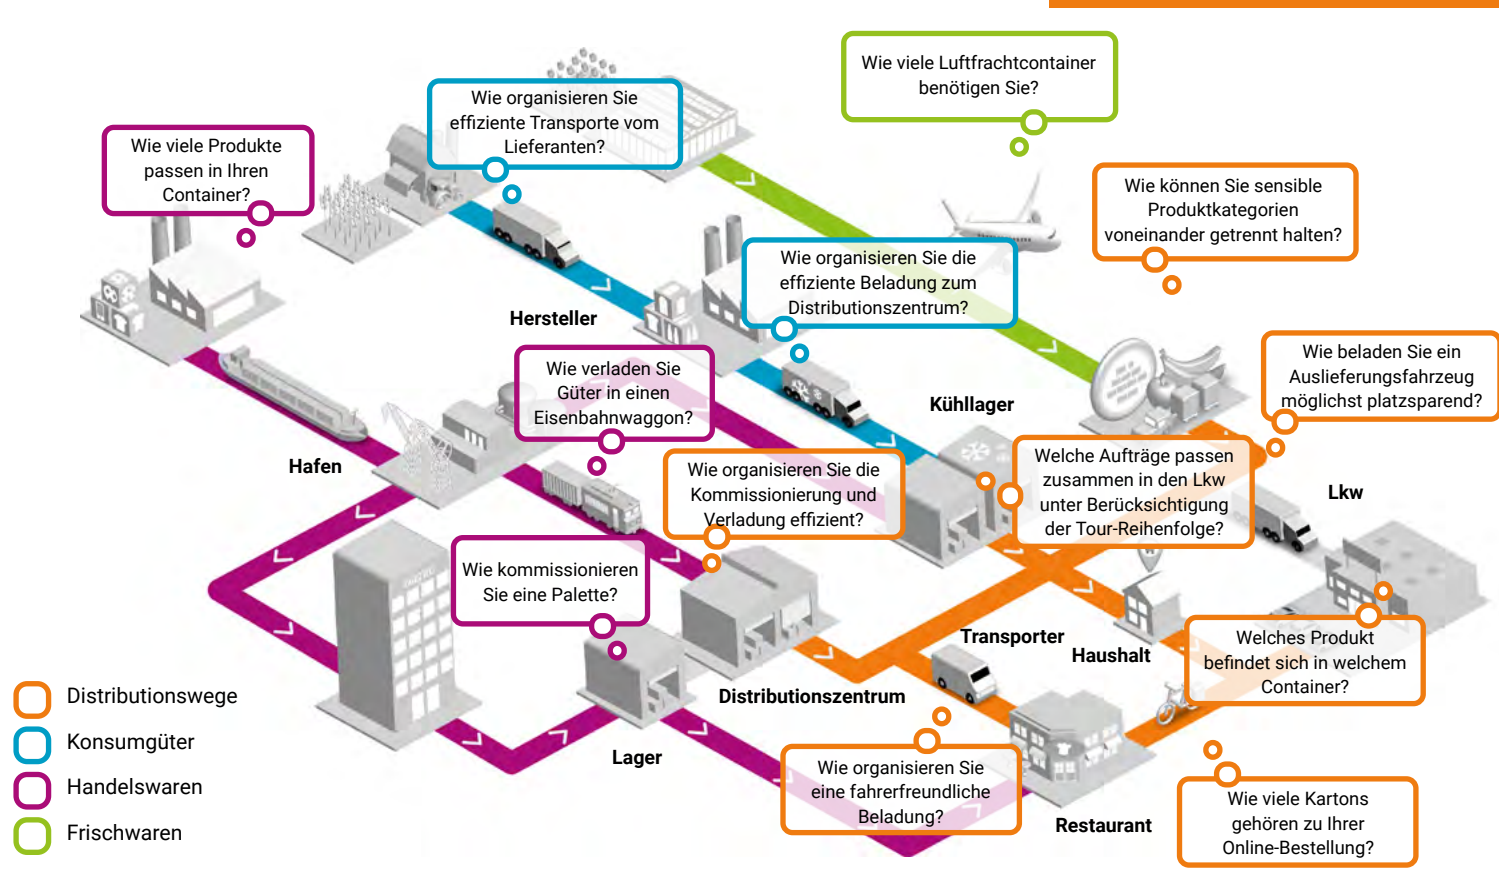 Wie viele Luftfrachtcontainer
benötigen Sie?
Wie organisieren Sie
effiziente Transporte vom
Lieferanten?
Wie viele Produkte
passen in Ihren
Container?
Wie können Sie sensible
Produktkategorien
voneinander getrennt halten?
Wie organisieren Sie die
effiziente Beladung zum
Distributionszentrum?
Hersteller
Wie verladen Sie
Güter in einen
Eisenbahnwaggon?
Wie beladen Sie ein
Auslieferungsfahrzeug
möglichst platzsparend?
Kühllager
Hafen
Wie organisieren Sie die
Kommissionierung und
Verladung effizient?
Welche Aufträge passen
zusammen in den Lkw
unter Berücksichtigung
der Tour-Reihenfolge?
Lkw
Wie kommissionieren
Sie eine Palette?
Transporter
Haushalt
Welches Produkt
befindet sich in welchem
Container?
Distributionszentrum
Lager
Wie organisieren Sie
eine fahrerfreundliche
Beladung?
Restaurant
Wie viele Kartons
gehören zu Ihrer
Online-Bestellung?
Distributionswege
Konsumgüter
Handelswaren
Frischwaren